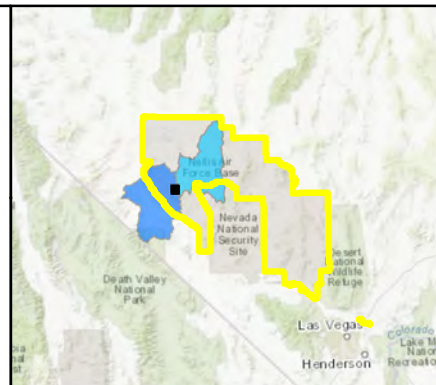 Nellis Air
Force Base
Nevada
National
Security
Site
Desert
National
Wildlife
Refuge
Death Valley
National
Park
Las Vegas
Colorado
Henderson
Lake M
Nation
Recreation